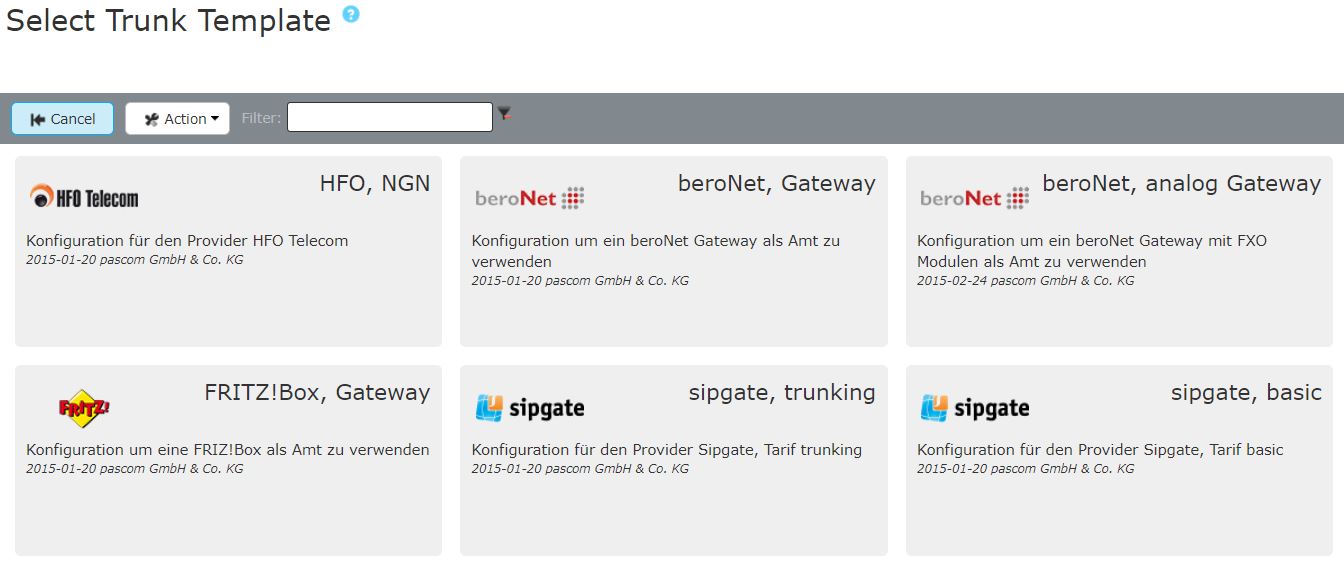 Select Trunk Template ?
Cancel Action Filter:
HFO Telecom HFO, NGN
Konfiguration für den Provider HFO Telecom
2015-01-20 pascom GmbH & Co. KG
beroNet beroNet, Gateway
Konfiguration um ein beroNet Gateway als Amt zu
verwenden
2015-01-20 pascom GmbH & Co. KG
beroNet beroNet, analog Gateway
Konfiguration um ein beroNet Gateway mit FXO
Modulen als Amt zu verwenden
2015-02-24 pascom GmbH & Co. KG
FRITZ! FRITZ!Box, Gateway
Konfiguration um eine FRIZ!Box als Amt zu verwenden
2015-01-20 pascom GmbH & Co. KG
sipgate sipgate, trunking
Konfiguration für den Provider Sipgate, Tarif trunking
2015-01-20 pascom GmbH & Co. KG
sipgate sipgate, basic
Konfiguration für den Provider Sipgate, Tarif basic
2015-01-20 pascom GmbH & Co. KG